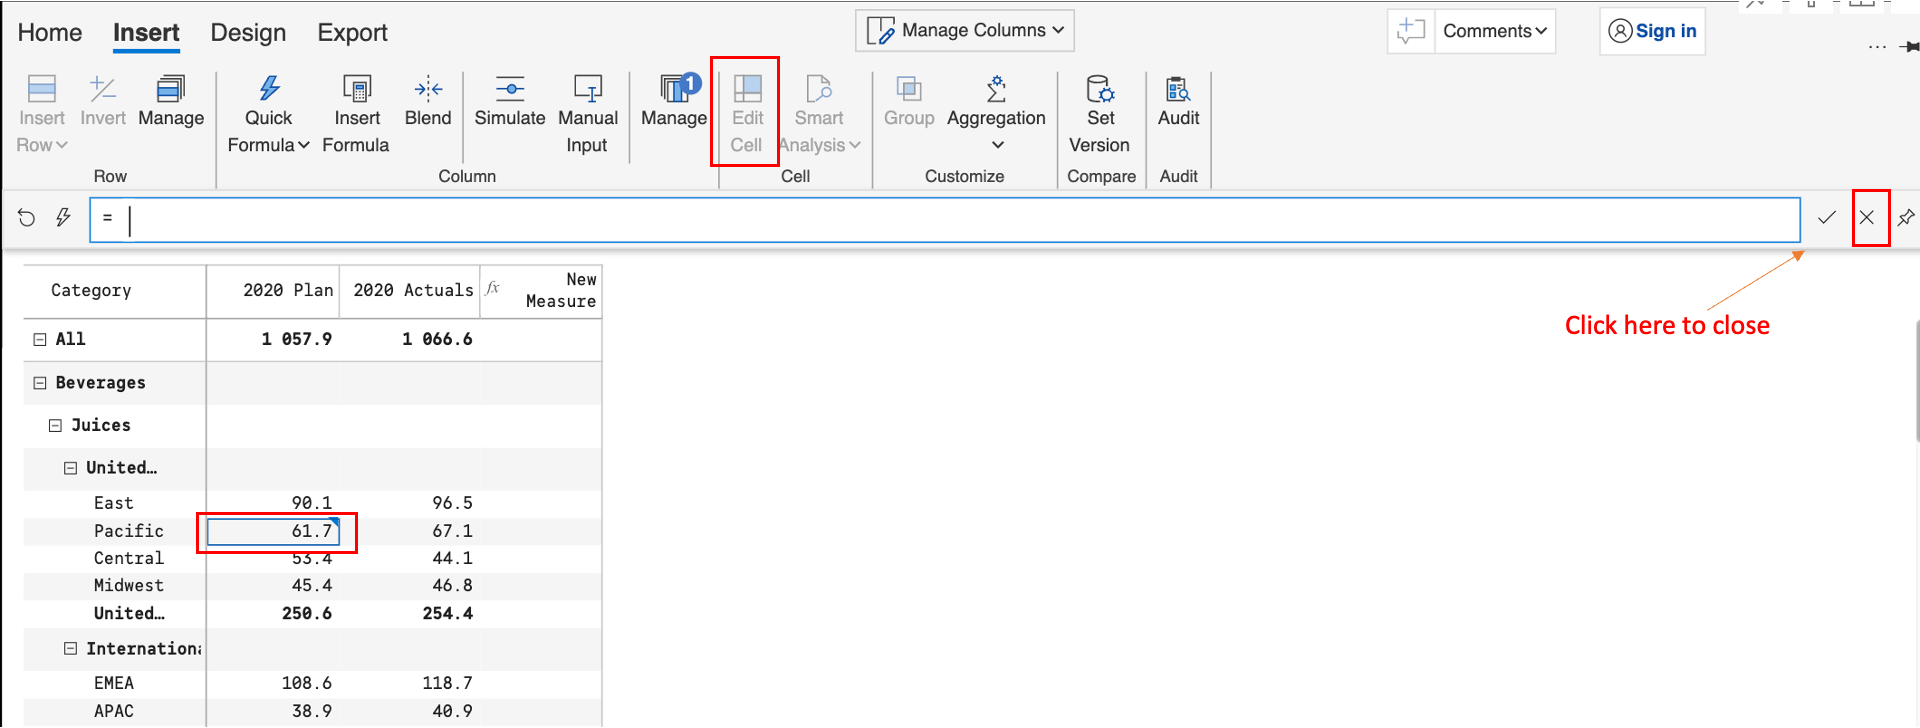 Home Insert Design Export Manage Columns Comments Sign in
Insert Row Invert Manage Quick Formula Insert Formula Blend Simulate Manual Input Manage 1 Edit Cell Smart Analysis Group Aggregation Set Version Audit
Row Column Cell Customize Compare Audit
=
Click here to close
Category 2020 Plan 2020 Actuals fx New Measure
All 1 057.9 1 066.6
Beverages
Juices
United...
East 90.1 96.5
Pacific 61.7 67.1
Central 53.4 44.1
Midwest 45.4 46.8
United... 250.6 254.4
Internationa
EMEA 108.6 118.7
APAC 38.9 40.9